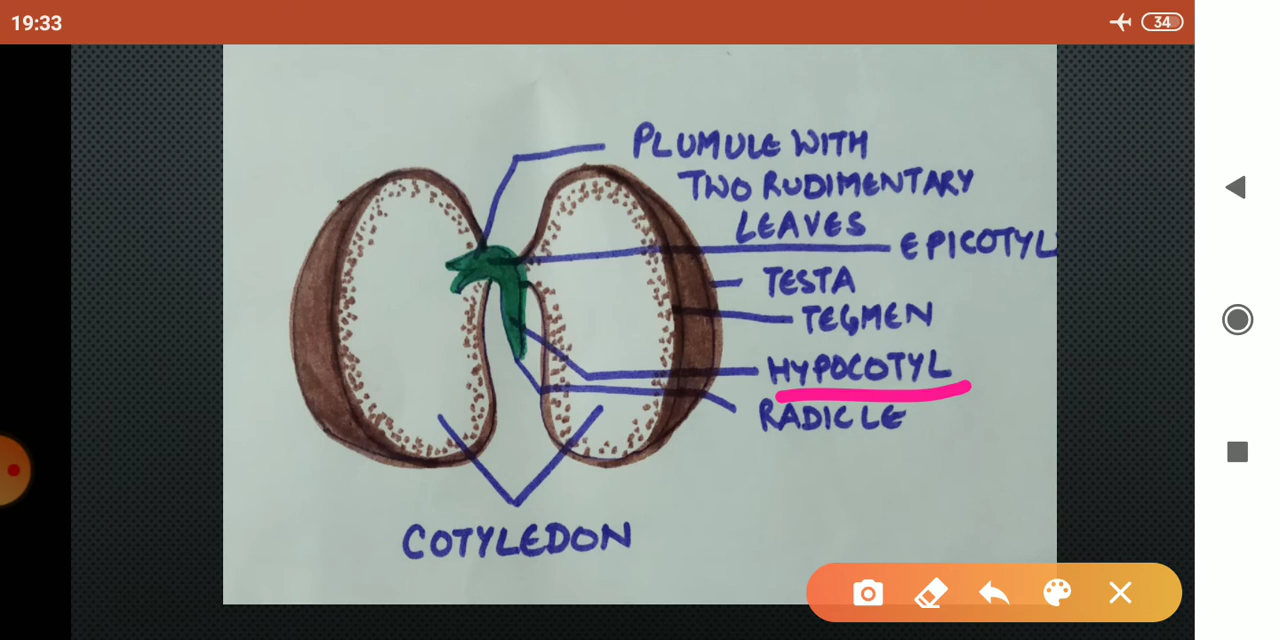 19:33
34
PLUMULE WITH
TWO RUDIMENTARY
LEAVES
EPICOTYL
TESTA
TEGMEN
HYPOCOTYL
RADICLE
COTYLEDON